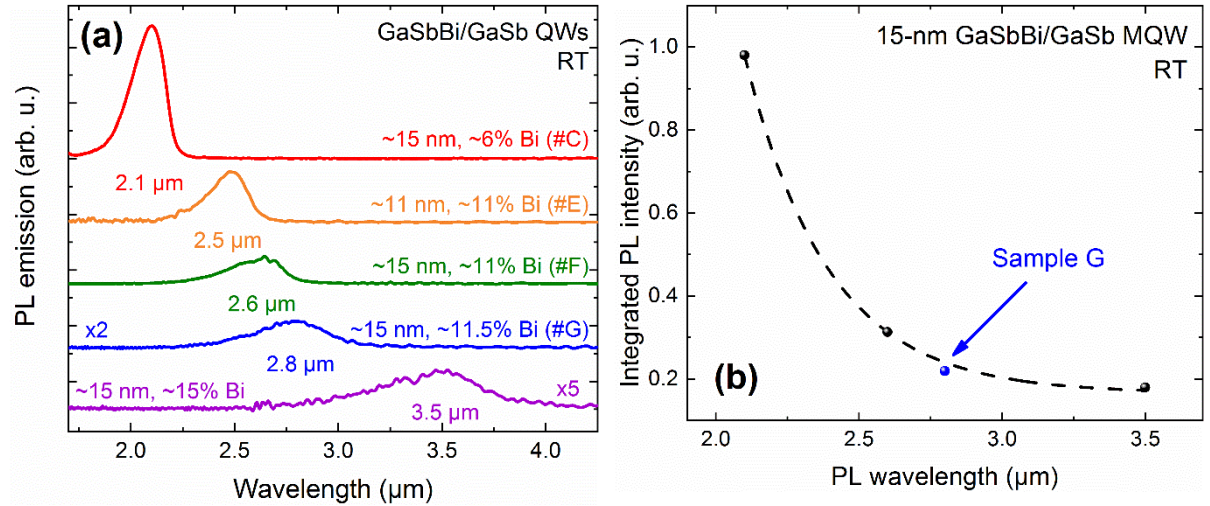 (a)
GaSbBi/GaSb QWs
RT
~15 nm, ~6% Bi (#C)
2.1 µm
~11 nm, ~11% Bi (#E)
2.5 µm
~15 nm, ~11% Bi (#F)
2.6 µm
x2
~15 nm, ~11.5% Bi (#G)
2.8 µm
~15 nm, ~15% Bi
x5
3.5 µm
PL emission (arb. u.)
2.0 2.5 3.0 3.5 4.0
Wavelength (µm)
15-nm GaSbBi/GaSb MQW
RT
Sample G
(b)
Integrated PL intensity (arb. u.)
1.0
0.8
0.6
0.4
0.2
2.0 2.5 3.0 3.5
PL wavelength (µm)